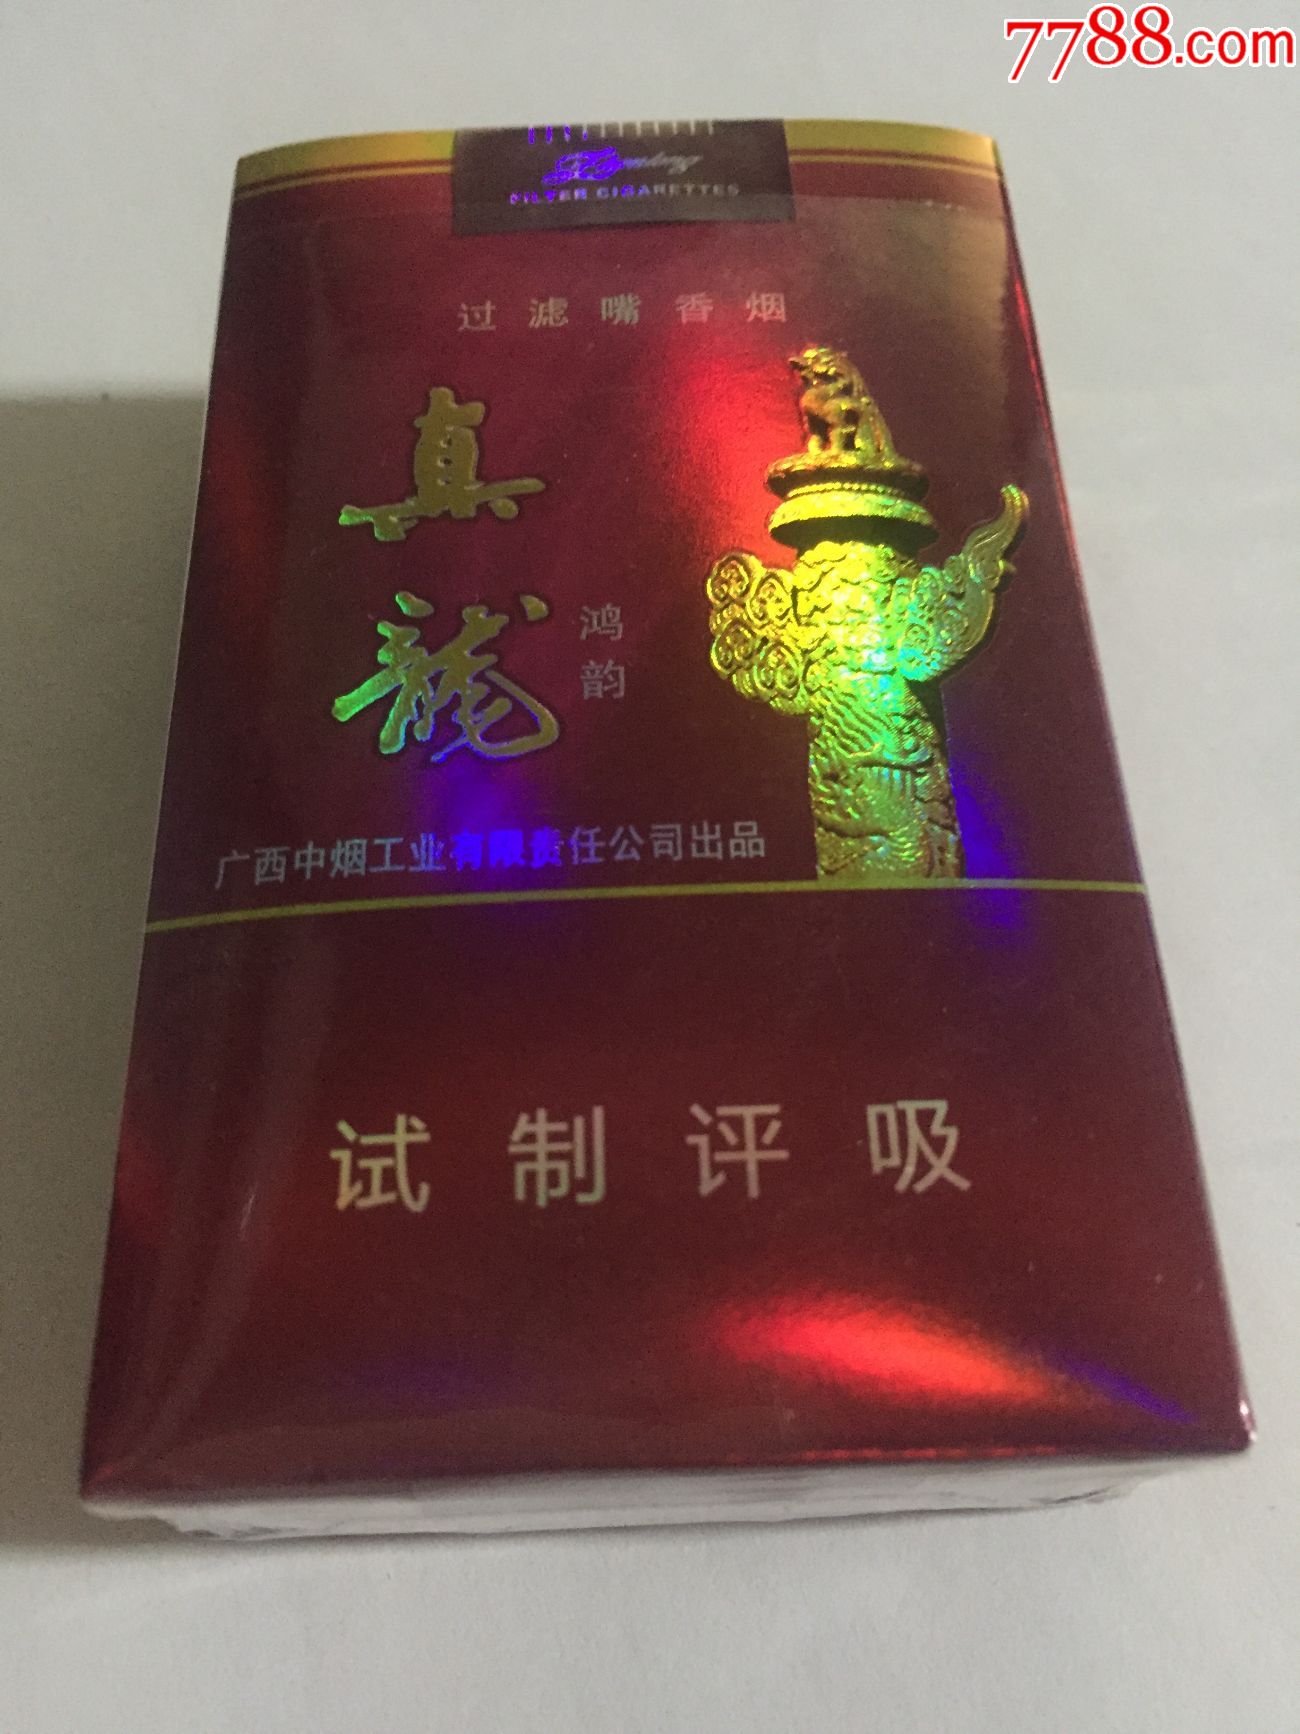 7788.com
FILTER CIGARETTES
过滤嘴香烟
真龍
鸿韵
广西中烟工业有限责任公司出品
试制评吸